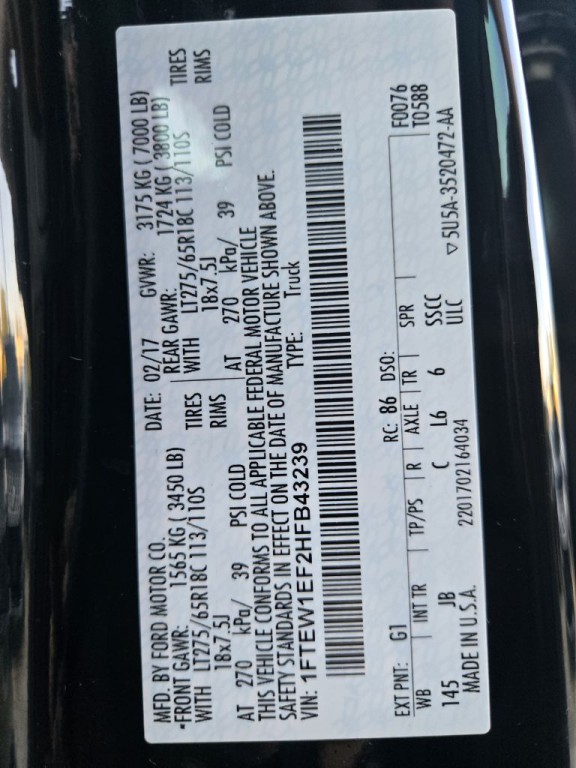 MFD. BY FORD MOTOR CO. DATE: 02/17 GVWR: 3175 KG ( 7000 LB)
*FRONT GAWR: 1565 KG ( 3450 LB) REAR GAWR: 1724 KG ( 3800 LB)
WITH LT275/65R18C 113/110S TIRES WITH LT275/65R18C 113/110S TIRES
18x7.5J RIMS 18x7.5J RIMS
AT 270 kPa/ 39 PSI COLD AT 270 kPa/ 39 PSI COLD
THIS VEHICLE CONFORMS TO ALL APPLICABLE FEDERAL MOTOR VEHICLE
SAFETY STANDARDS IN EFFECT ON THE DATE OF MANUFACTURE SHOWN ABOVE.
VIN: 1FTEW1EF2HFB43239 TYPE: Truck
F0076
T0588
EXT PNT: G1 RC: 86 DSO:
WB INT TR TP/PS R AXLE TR SPR
145 JB C L6 6 SSCC
ULC
MADE IN U.S.A. 2201702164034 ▽ 5U5A-3520472-AA